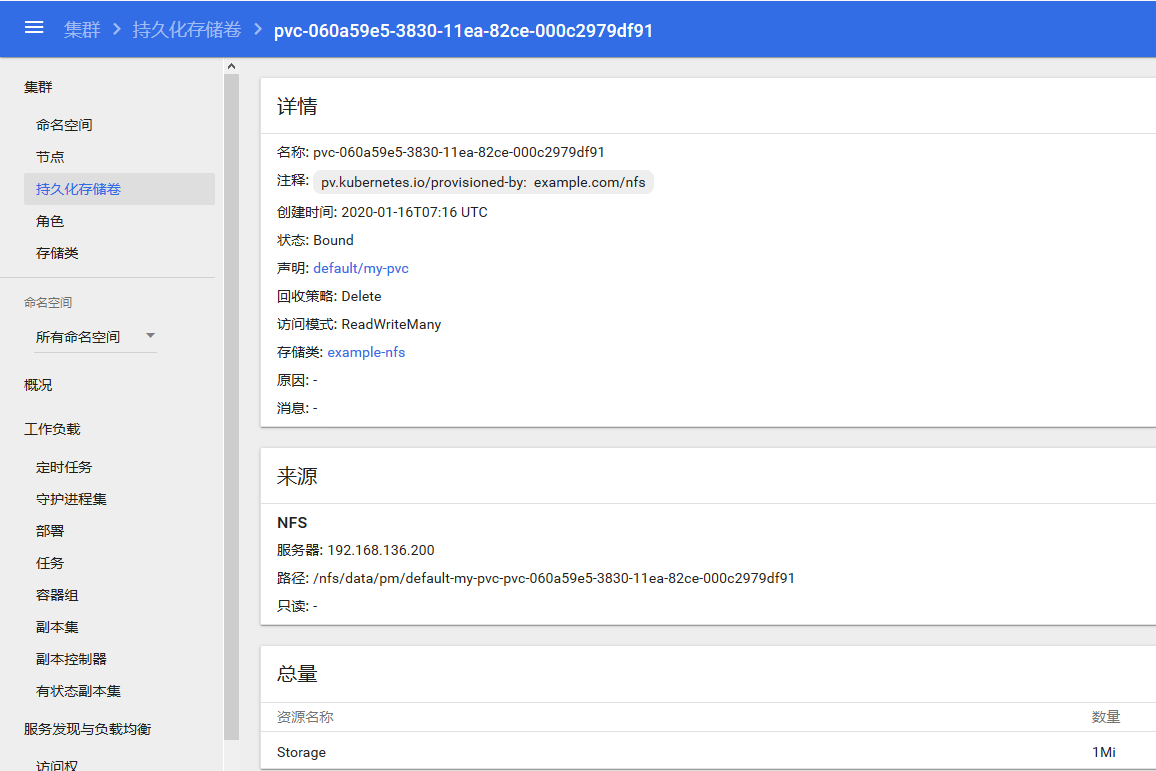 集群 > 持久化存储卷 > pvc-060a59e5-3830-11ea-82ce-000c2979df91
集群
命名空间
节点
持久化存储卷
角色
存储类
命名空间
所有命名空间
概况
工作负载
定时任务
守护进程集
部署
任务
容器组
副本集
副本控制器
有状态副本集
服务发现与负载均衡
访问权
详情
名称: pvc-060a59e5-3830-11ea-82ce-000c2979df91
注释: pv.kubernetes.io/provisioned-by: example.com/nfs
创建时间: 2020-01-16T07:16 UTC
状态: Bound
声明: default/my-pvc
回收策略: Delete
访问模式: ReadWriteMany
存储类: example-nfs
原因: -
消息: -
来源
NFS
服务器: 192.168.136.200
路径: /nfs/data/pm/default-my-pvc-pvc-060a59e5-3830-11ea-82ce-000c2979df91
只读: -
总量
资源名称 数量
Storage 1Mi